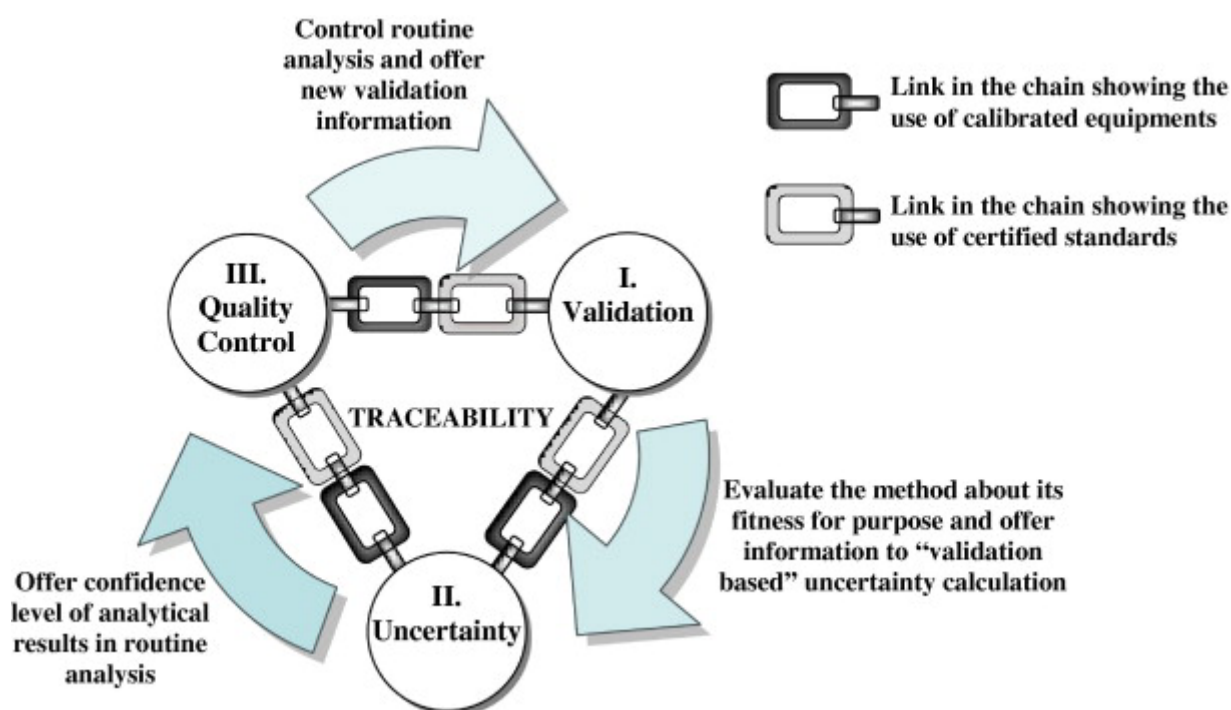 Control routine
analysis and offer
new validation
information
Link in the chain showing the
use of calibrated equipments
Link in the chain showing the
use of certified standards
III.
Quality
Control
I.
Validation
TRACEABILITY
Evaluate the method about its
fitness for purpose and offer
information to “validation
based” uncertainty calculation
Offer confidence
level of analytical
results in routine
analysis
II.
Uncertainty